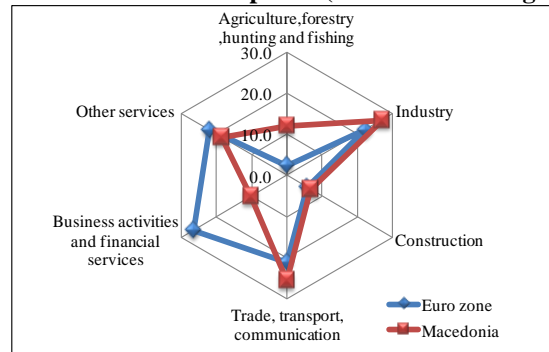 Agriculture,forestry
,hunting and fishing
30.0
20.0
Other services
Industry
10.0
0.0
Business activities
and financial
services
Construction
Trade, transport,
communication
Euro zone
Macedonia